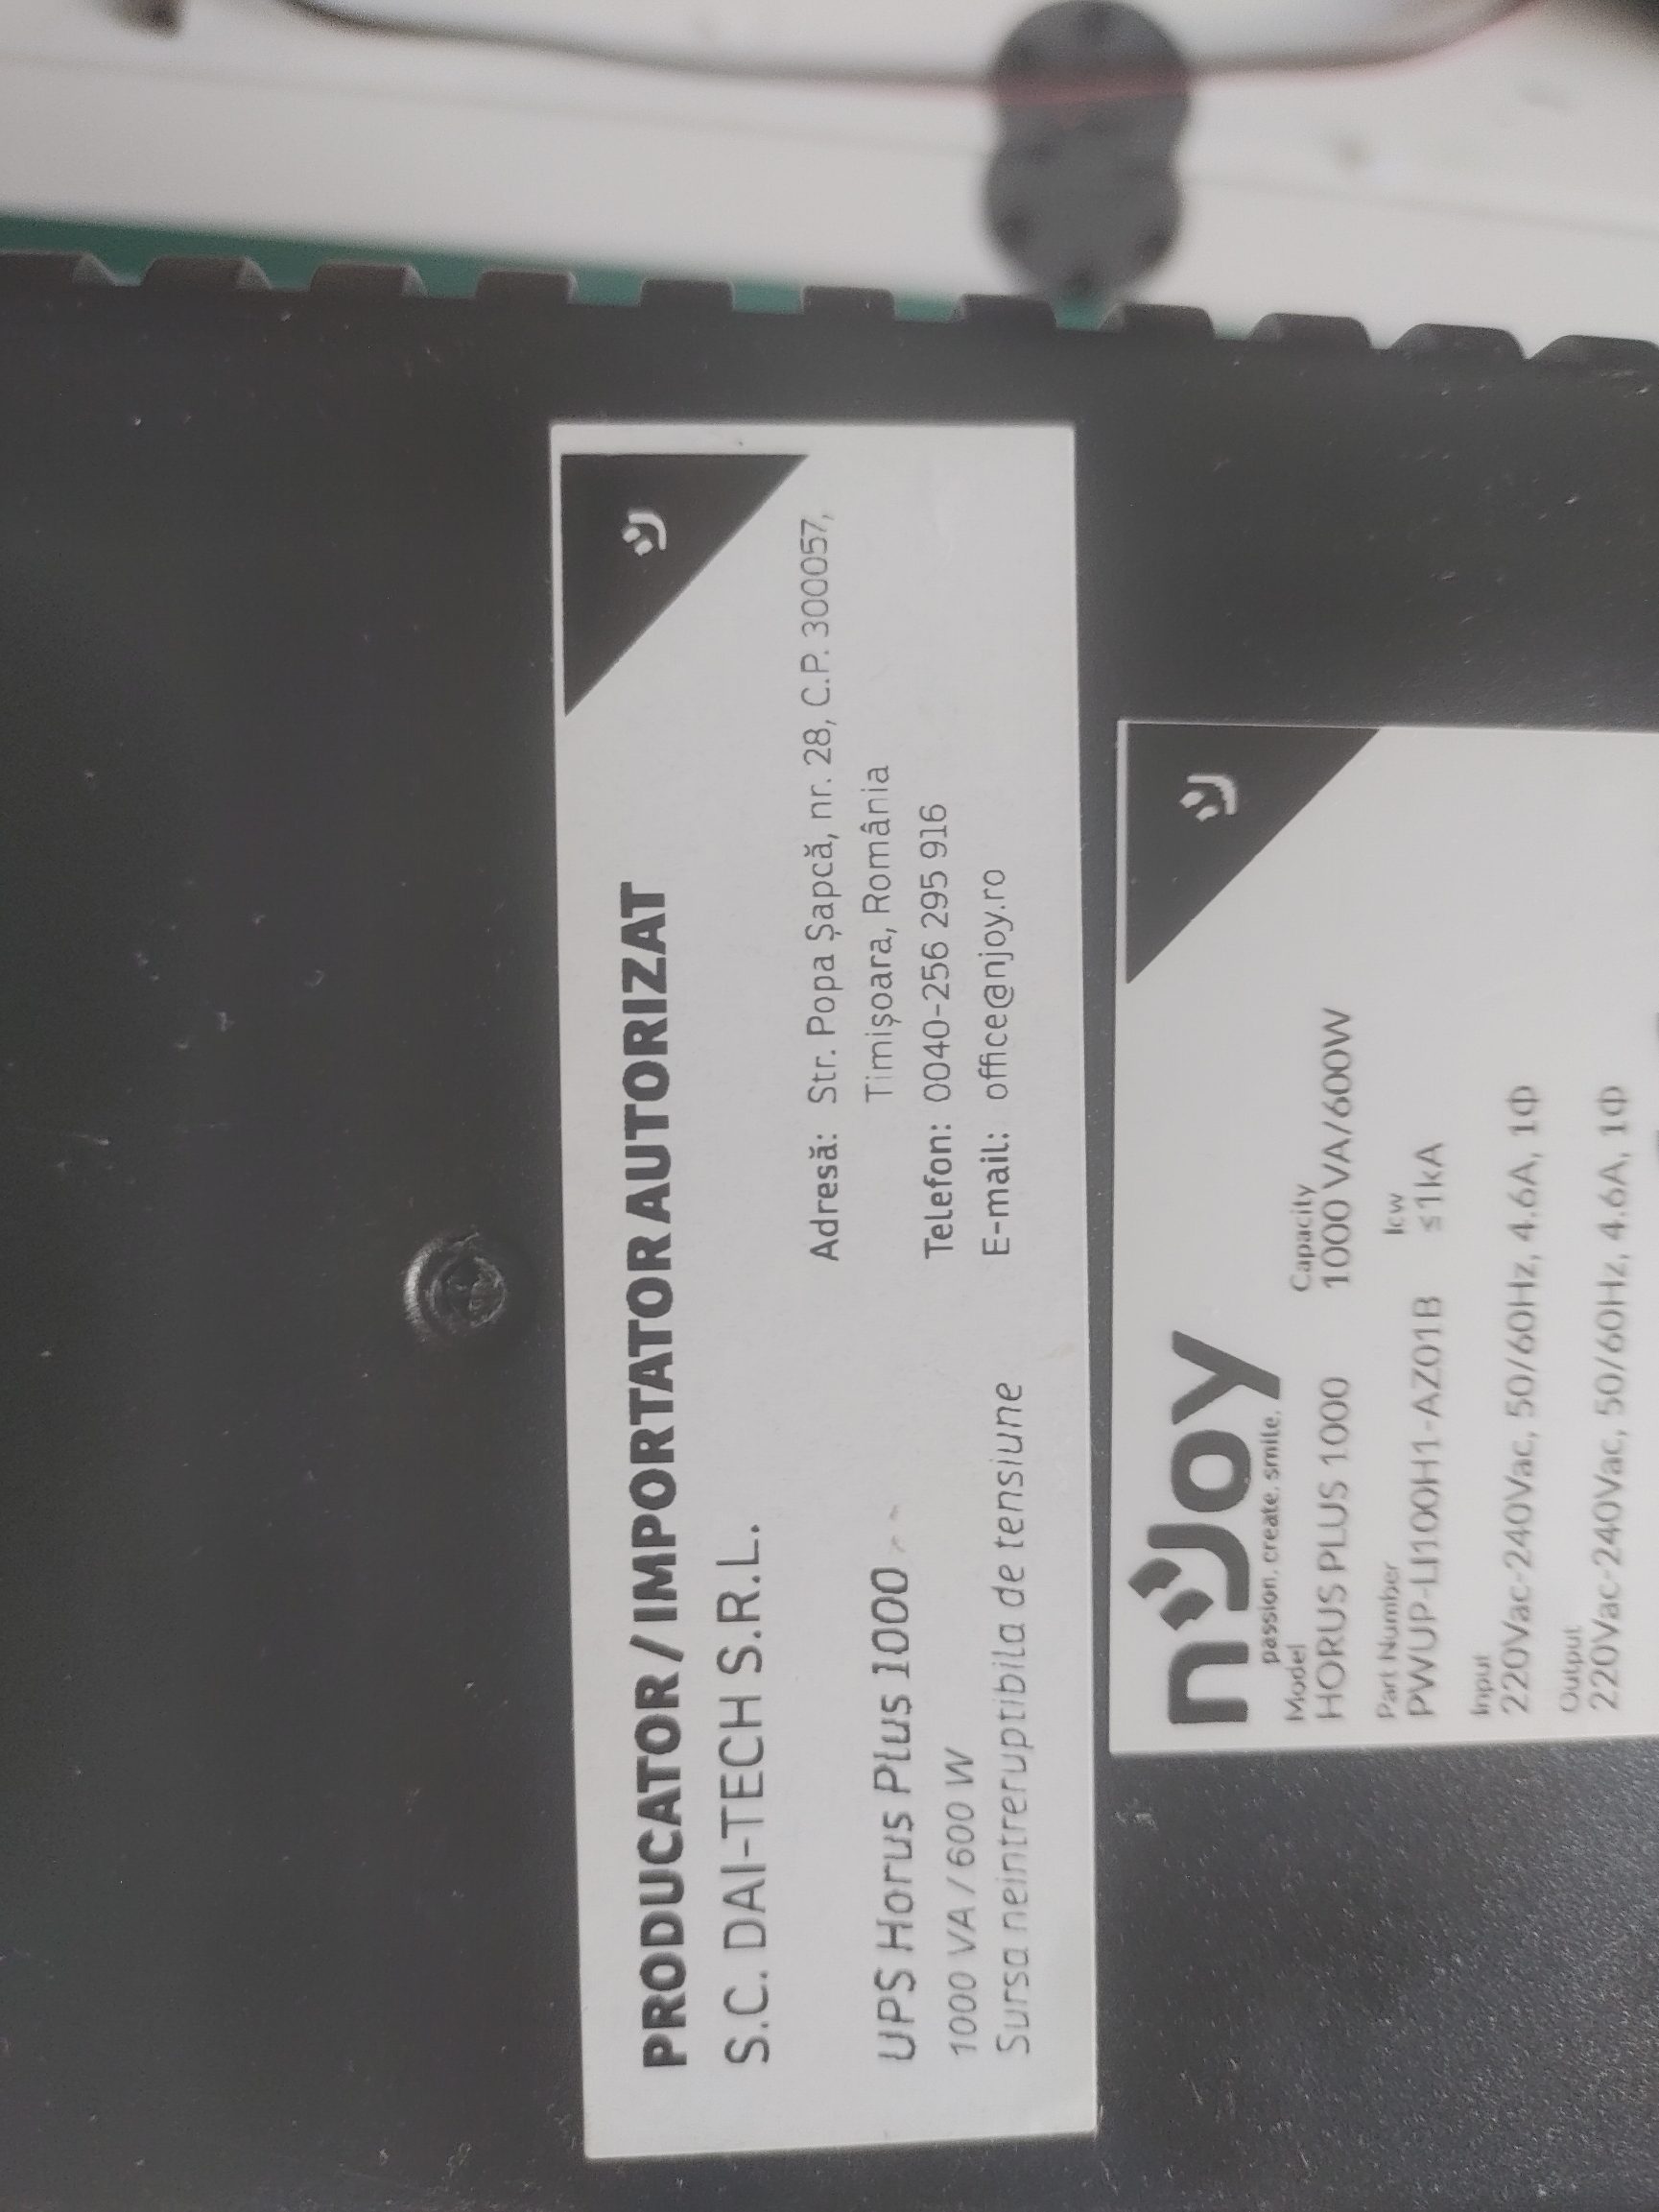 PRODUCATOR / IMPORTATOR AUTORIZAT
S.C. DAI-TECH S.R.L.
Adresă: Str. Popa Șapcă, nr. 28, C.P. 300057,
Timișoara, România
Telefon: 0040-256 295 916
E-mail: office@njoy.ro
UPS Horus Plus 1000
1000 VA / 600 W
Sursa neintreruptibila de tensiune
nJoy
passion. create. smile.
Model Capacity
HORUS PLUS 1000 1000 VA/600W
Part Number Icw
PWUP-LI100H1-AZ01B ≤1kA
Input
220Vac-240Vac, 50/60Hz, 4.6A, 1Φ
Output
220Vac-240Vac, 50/60Hz, 4.6A, 1Φ